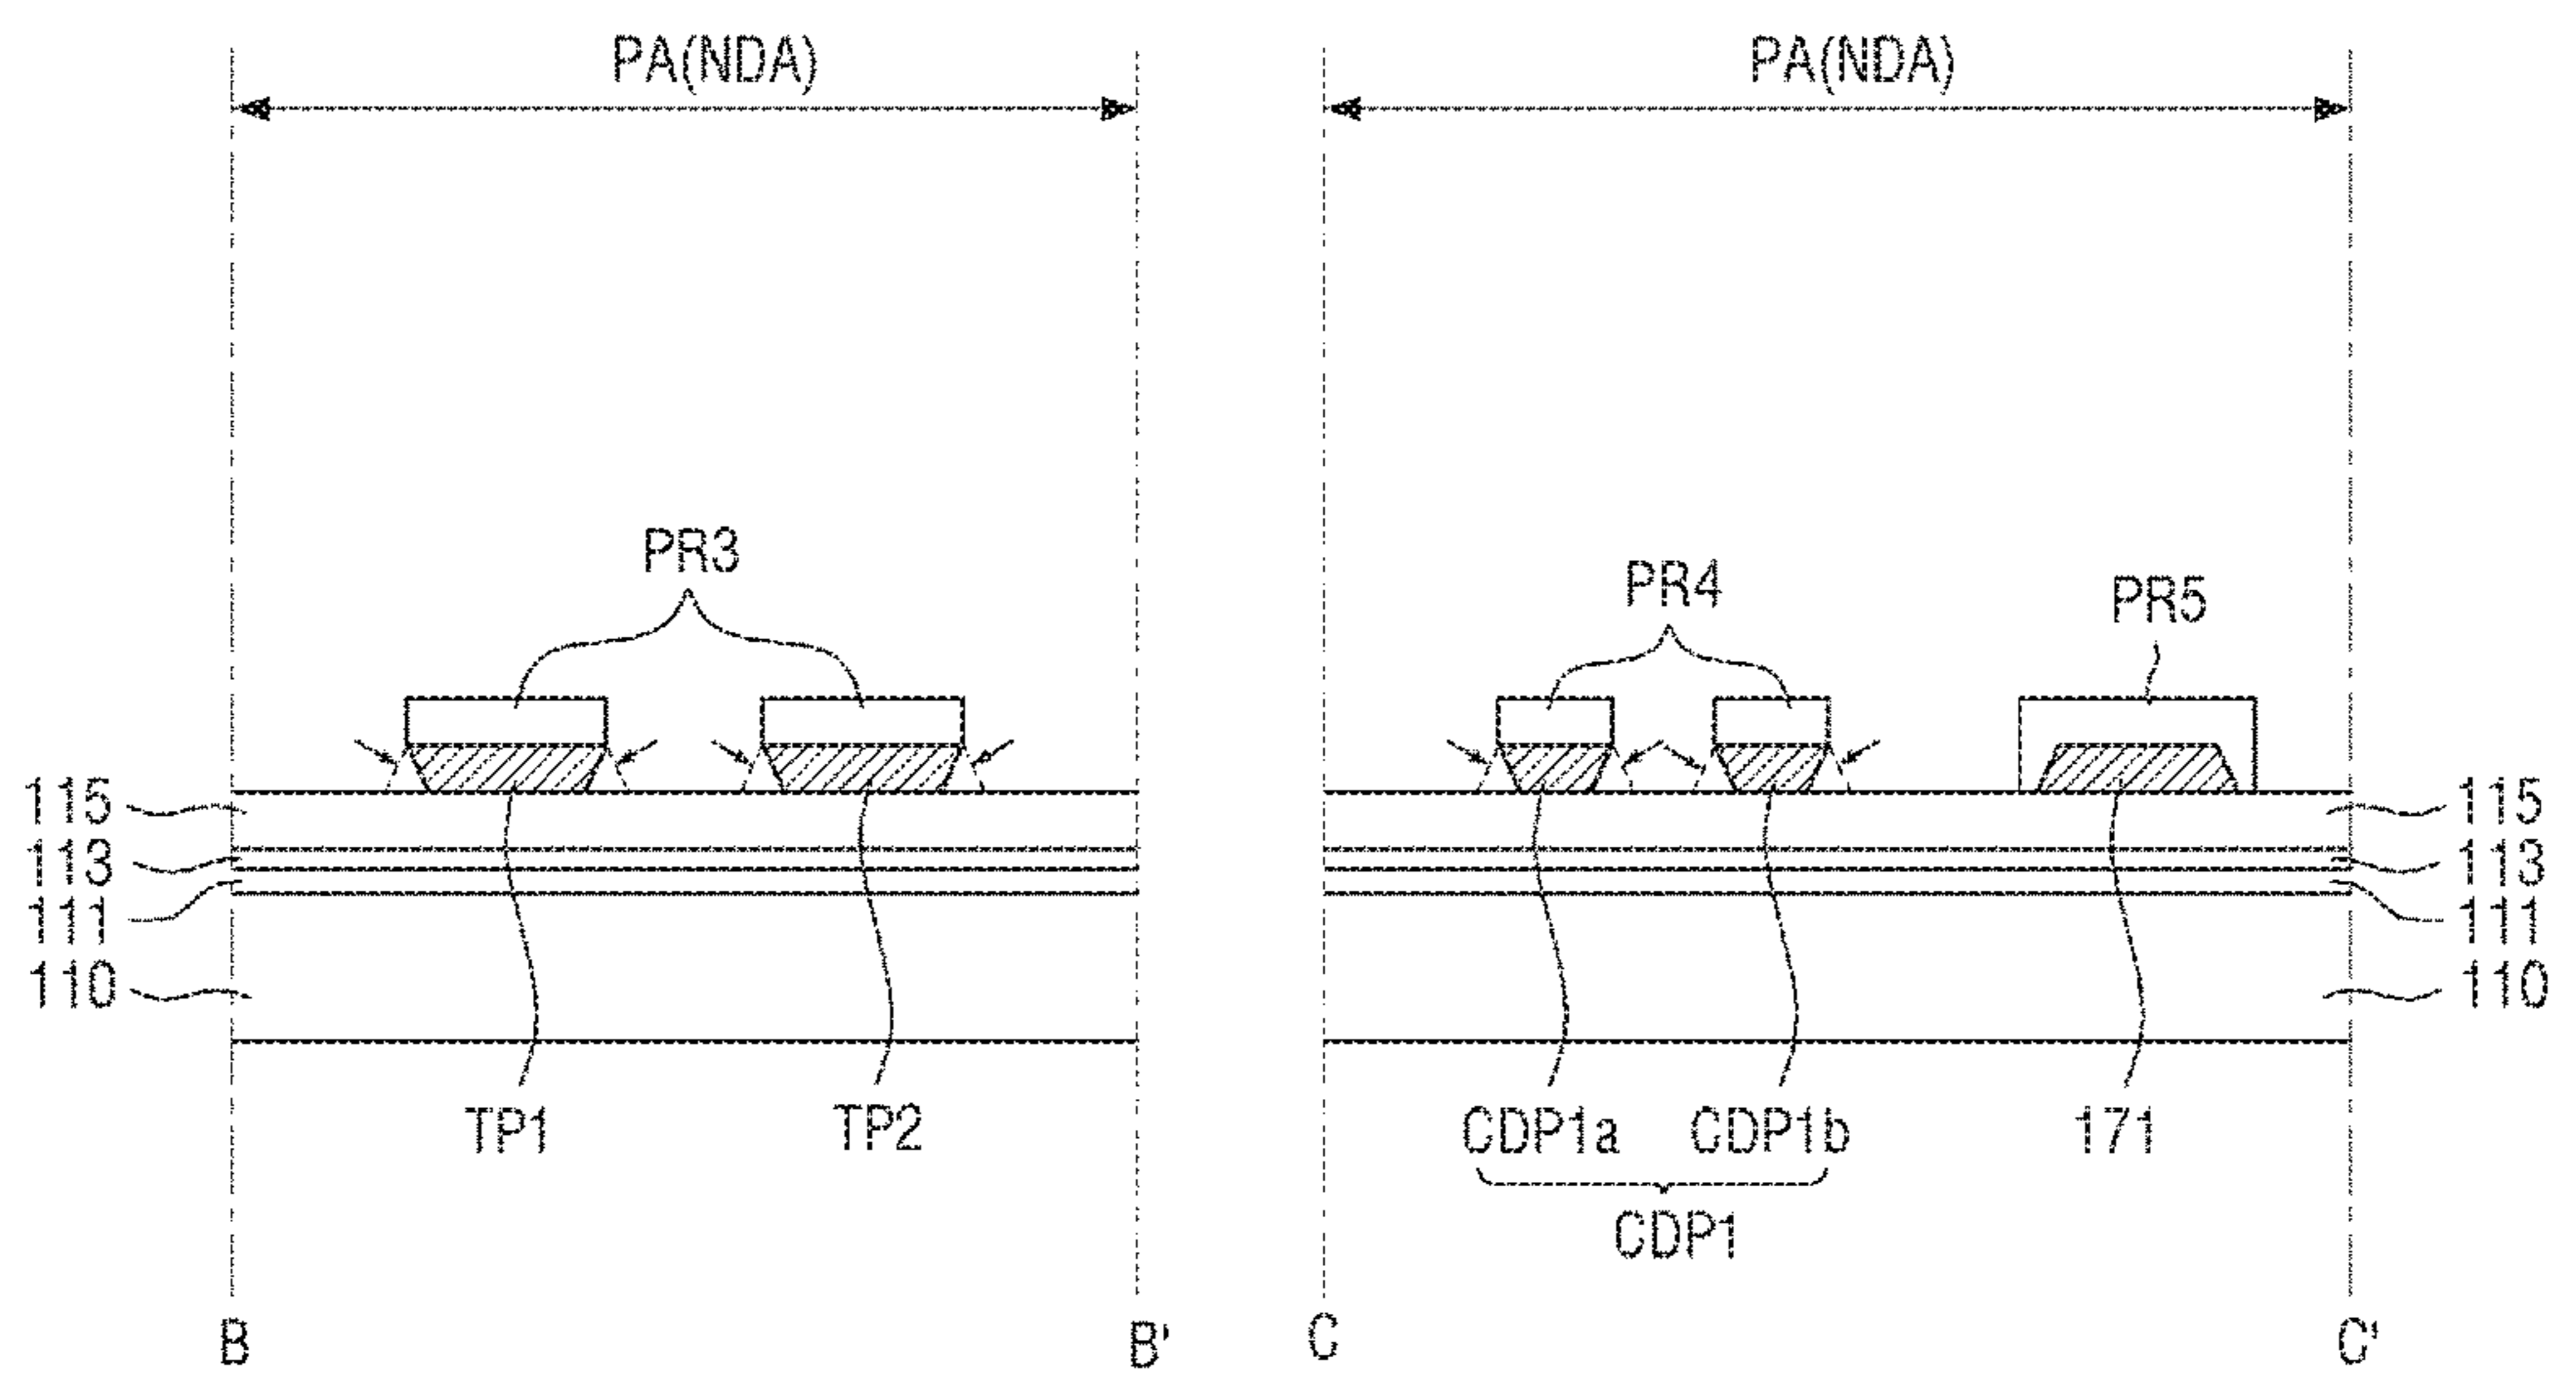 PA(NDA)
PA(NDA)
PR3
PR4
PR5
115
113
111
110
115
113
111
110
TP1
TP2
CDP1a
CDP1b
171
CDP1
B
B'
C
C'